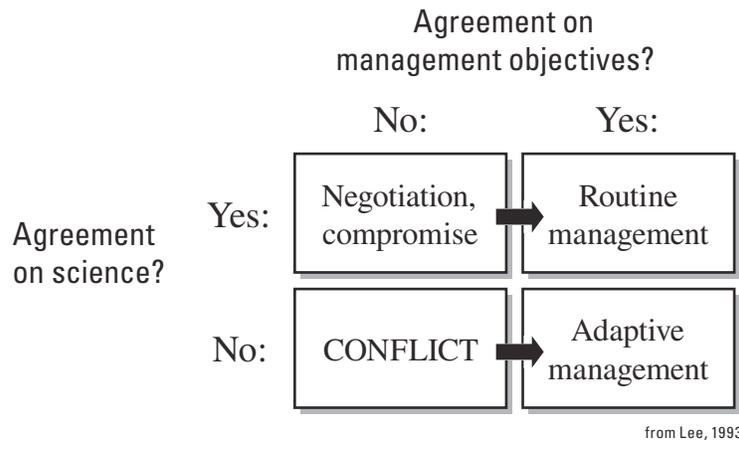 Agreement on
management objectives?
No:
Yes:
Agreement
on science?
Yes:
Negotiation,
compromise
Routine
management
No:
CONFLICT
Adaptive
management
from Lee, 1993